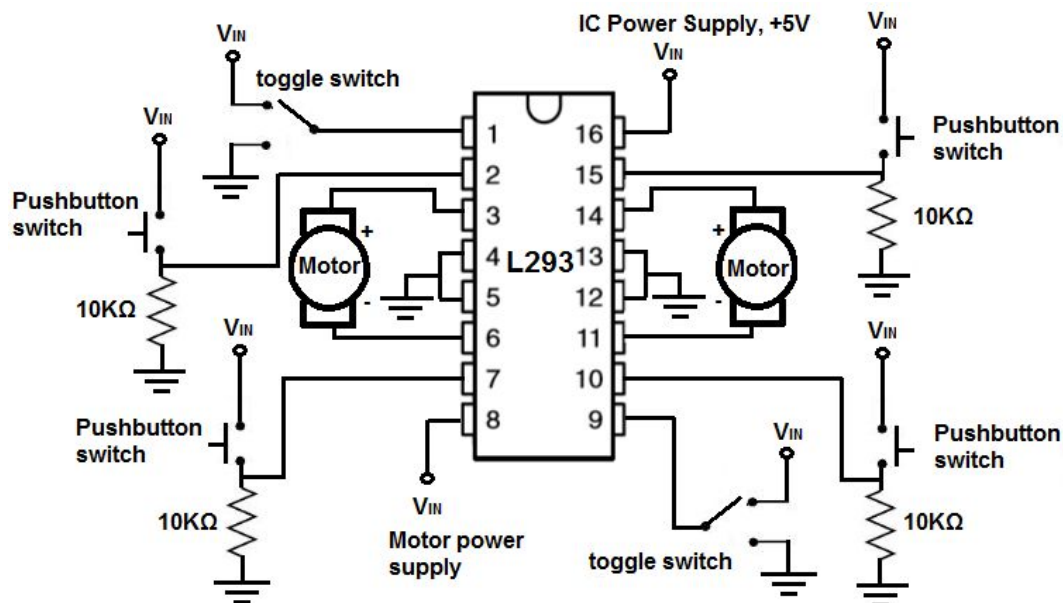 VIN
IC Power Supply, +5V
VIN
VIN
toggle switch
VIN
Pushbutton
switch
Pushbutton
switch
1
2
3
4
5
6
7
8
16
15
14
13
12
11
10
9
L293
+
Motor
-
+
Motor
-
10KΩ
10KΩ
VIN
VIN
Pushbutton
switch
Pushbutton
switch
10KΩ
10KΩ
VIN
Motor power
supply
VIN
toggle switch